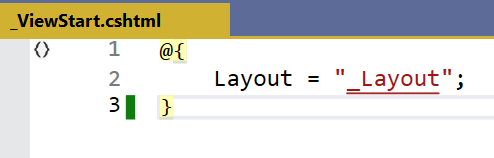 _ViewStart.cshtml
1 @{
2 Layout = "_Layout";
3 }